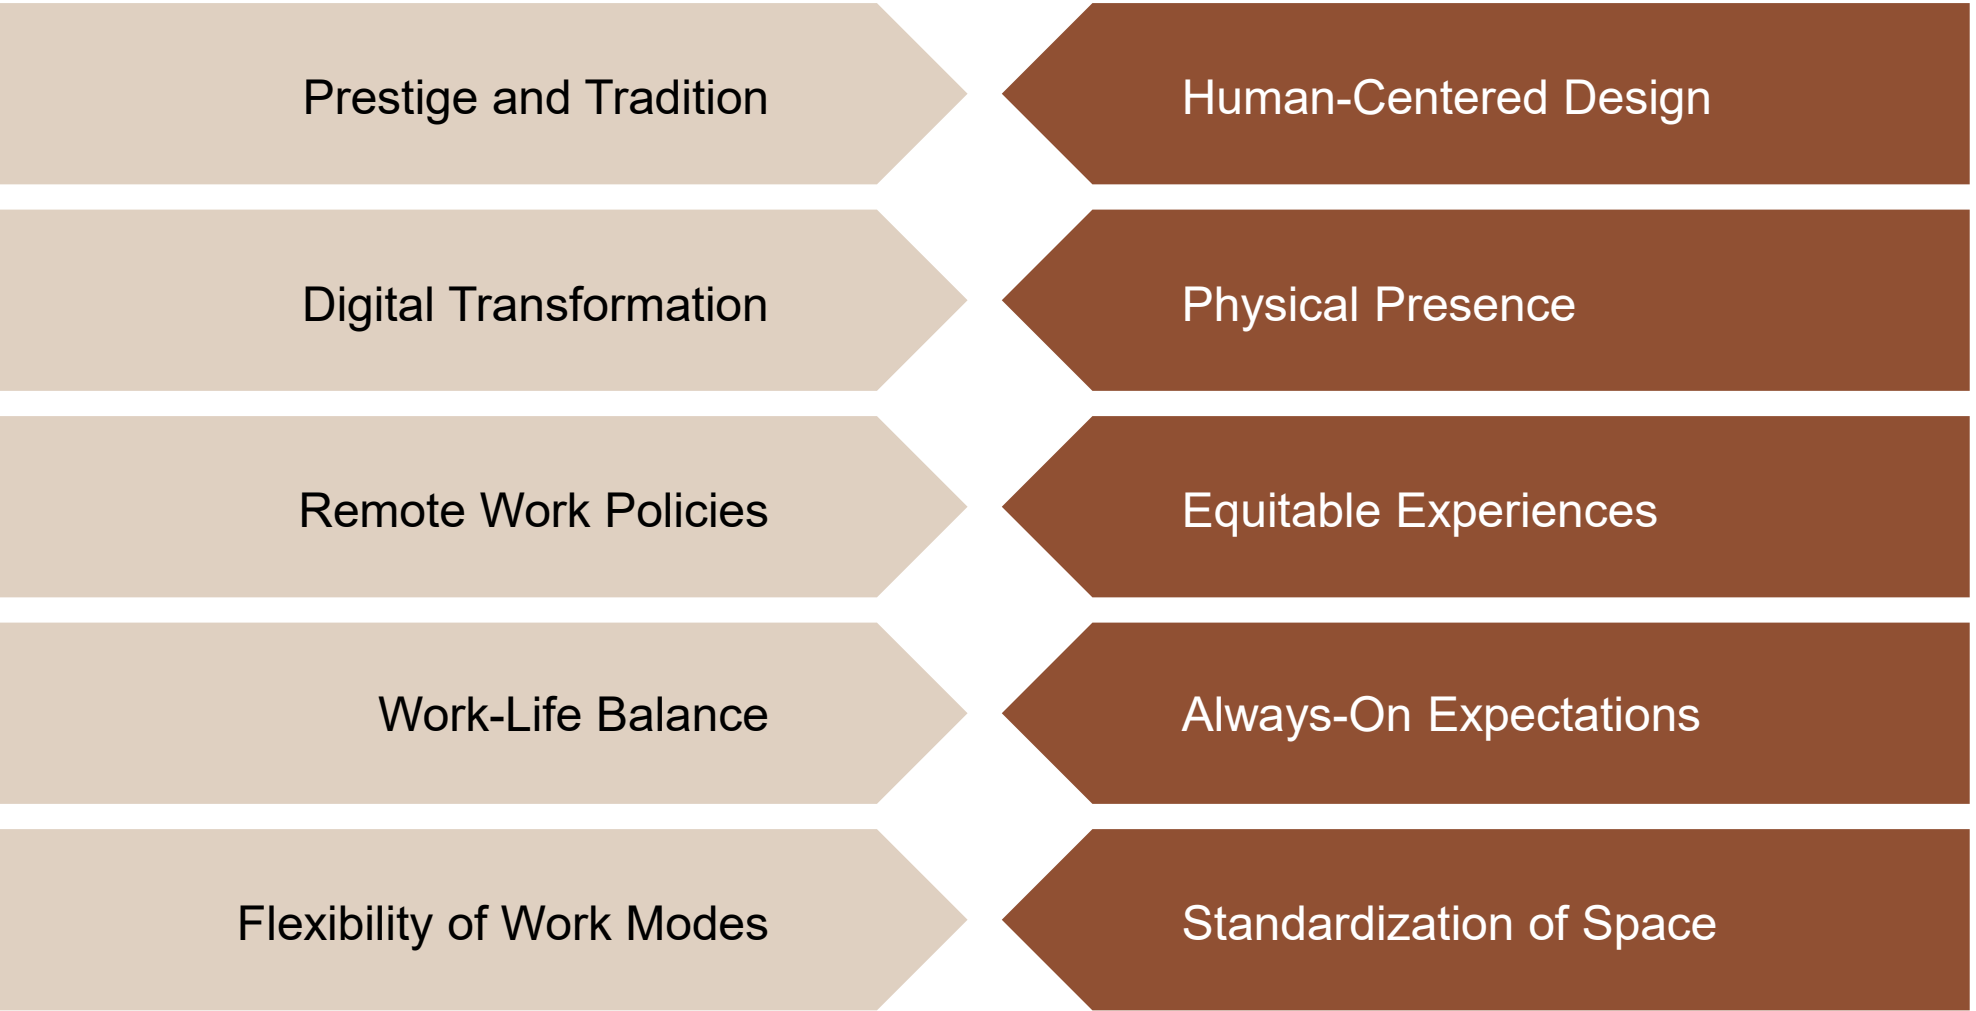 Prestige and Tradition
Human-Centered Design
Digital Transformation
Physical Presence
Remote Work Policies
Equitable Experiences
Work-Life Balance
Always-On Expectations
Flexibility of Work Modes
Standardization of Space